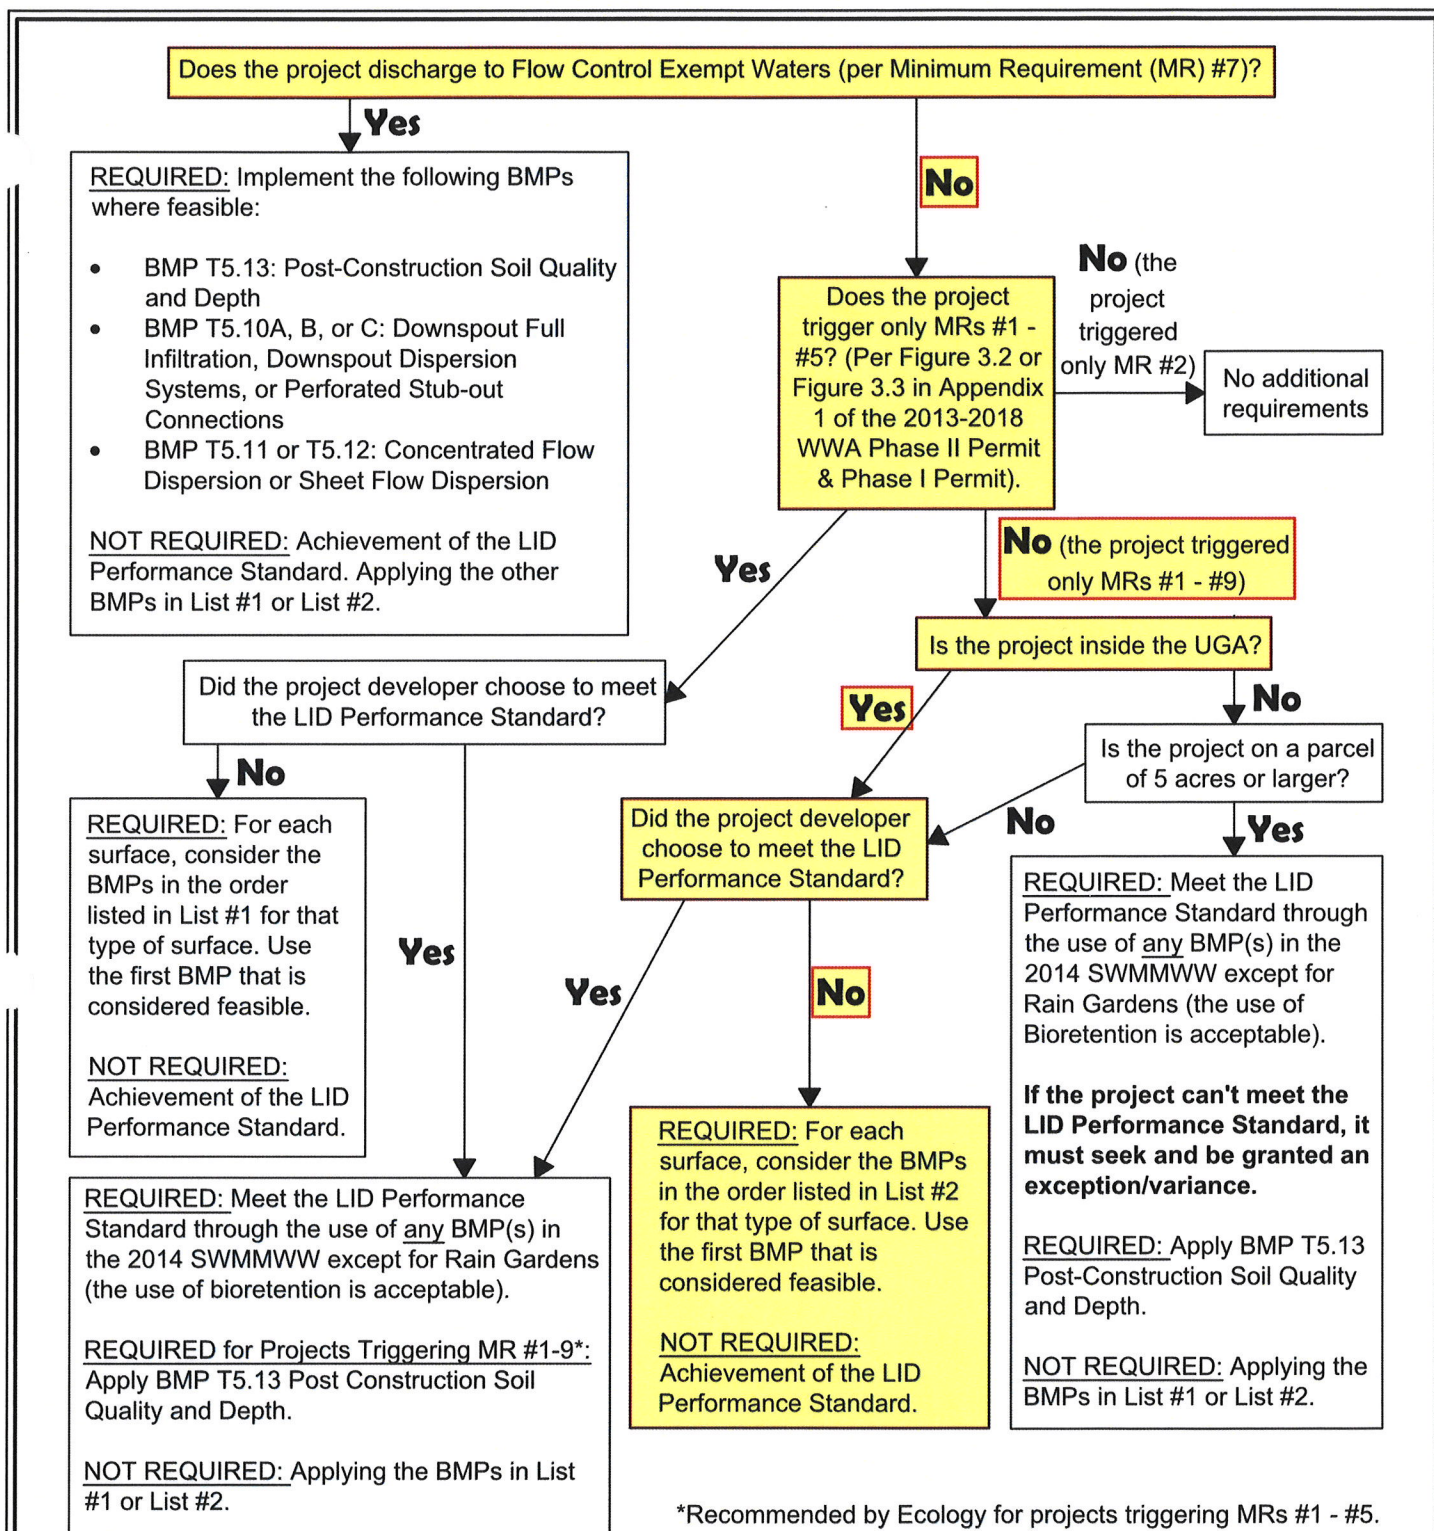 Does the project discharge to Flow Control Exempt Waters (per Minimum Requirement (MR) #7)?
Yes
No
REQUIRED: Implement the following BMPs
where feasible:
• BMP T5.13: Post-Construction Soil Quality
and Depth
• BMP T5.10A, B, or C: Downspout Full
Infiltration, Downspout Dispersion
Systems, or Perforated Stub-out
Connections
• BMP T5.11 or T5.12: Concentrated Flow
Dispersion or Sheet Flow Dispersion
NOT REQUIRED: Achievement of the LID
Performance Standard. Applying the other
BMPs in List #1 or List #2.
Does the project
trigger only MRs #1 -
#5? (Per Figure 3.2 or
Figure 3.3 in Appendix
1 of the 2013-2018
WWA Phase II Permit
& Phase I Permit).
No (the
project
triggered
only MR #2)
No additional
requirements
Yes
No (the project triggered
only MRs #1 - #9)
Is the project inside the UGA?
Did the project developer choose to meet
the LID Performance Standard?
Yes
No
Is the project on a parcel
of 5 acres or larger?
No
Yes
No
REQUIRED: For each
surface, consider the
BMPs in the order
listed in List #1 for that
type of surface. Use
the first BMP that is
considered feasible.
NOT REQUIRED:
Achievement of the LID
Performance Standard.
Yes
Did the project developer
choose to meet the LID
Performance Standard?
Yes
No
REQUIRED: Meet the LID
Performance Standard through
the use of any BMP(s) in the
2014 SWMMWW except for
Rain Gardens (the use of
Bioretention is acceptable).
If the project can't meet the
LID Performance Standard, it
must seek and be granted an
exception/variance.
REQUIRED: Apply BMP T5.13
Post-Construction Soil Quality
and Depth.
NOT REQUIRED: Applying the
BMPs in List #1 or List #2.
REQUIRED: For each
surface, consider the BMPs
in the order listed in List #2
for that type of surface. Use
the first BMP that is
considered feasible.
NOT REQUIRED:
Achievement of the LID
Performance Standard.
REQUIRED: Meet the LID Performance
Standard through the use of any BMP(s) in
the 2014 SWMMWW except for Rain Gardens
(the use of bioretention is acceptable).
REQUIRED for Projects Triggering MR #1-9*:
Apply BMP T5.13 Post Construction Soil
Quality and Depth.
NOT REQUIRED: Applying the BMPs in List
#1 or List #2.
*Recommended by Ecology for projects triggering MRs #1 - #5.